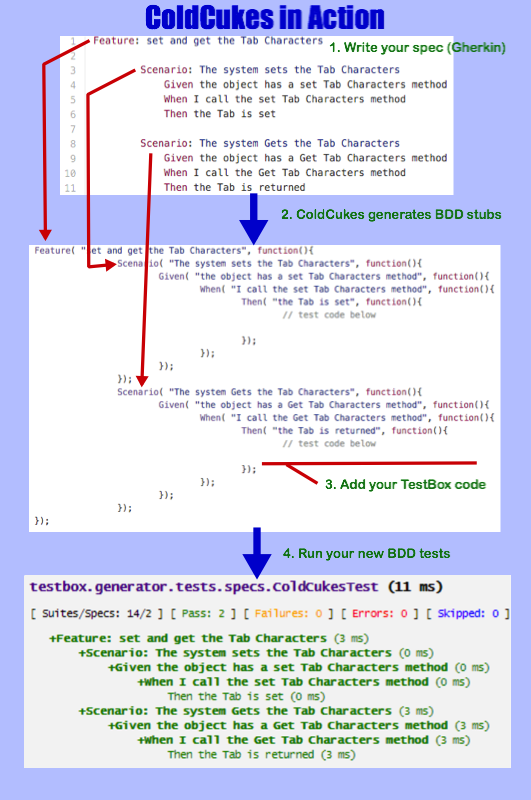 ColdCukes in Action
1 Feature: set and get the Tab Characters
1. Write your spec (Gherkin)
2
3 Scenario: The system sets the Tab Characters
4 Given the object has a set Tab Characters method
5 When I call the set Tab Characters method
6 Then the Tab is set
7
8 Scenario: The system Gets the Tab Characters
9 Given the object has a Get Tab Characters method
10 When I call the Get Tab Characters method
11 Then the Tab is returned
2. ColdCukes generates BDD stubs
Feature( "set and get the Tab Characters", function(){
Scenario( "The system sets the Tab Characters", function(){
Given( "the object has a set Tab Characters method", function(){
When( "I call the set Tab Characters method", function(){
Then( "the Tab is set", function(){
// test code below
});
});
});
});
Scenario( "The system Gets the Tab Characters", function(){
Given( "the object has a Get Tab Characters method", function(){
When( "I call the Get Tab Characters method", function(){
Then( "the Tab is returned", function(){
// test code below
});
});
3. Add your TestBox code
});
});
});
4. Run your new BDD tests
testbox.generator.tests.specs.ColdCukesTest (11 ms)
[ Suites/Specs: 14/2 ] [ Pass: 2 ] [ Failures: 0 ] [ Errors: 0 ] [ Skipped: 0 ]
+Feature: set and get the Tab Characters (3 ms)
+Scenario: The system sets the Tab Characters (0 ms)
+Given the object has a set Tab Characters method (0 ms)
+When I call the set Tab Characters method (0 ms)
Then the Tab is set (0 ms)
+Scenario: The system Gets the Tab Characters (3 ms)
+Given the object has a Get Tab Characters method (3 ms)
+When I call the Get Tab Characters method (3 ms)
Then the Tab is returned (3 ms)